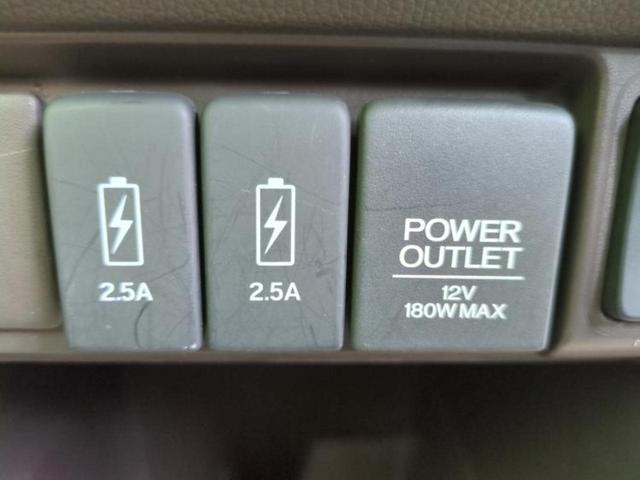 2.5A
2.5A
POWER
OUTLET
12V
180W MAX